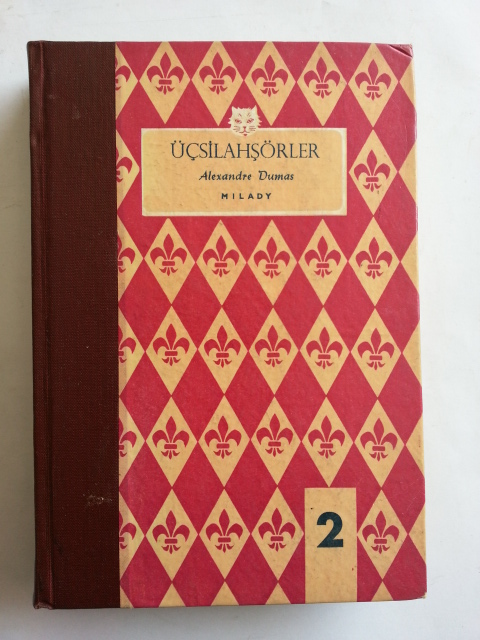 ÜÇSİLAHŞÖRLER
Alexandre Dumas
MILADY
2